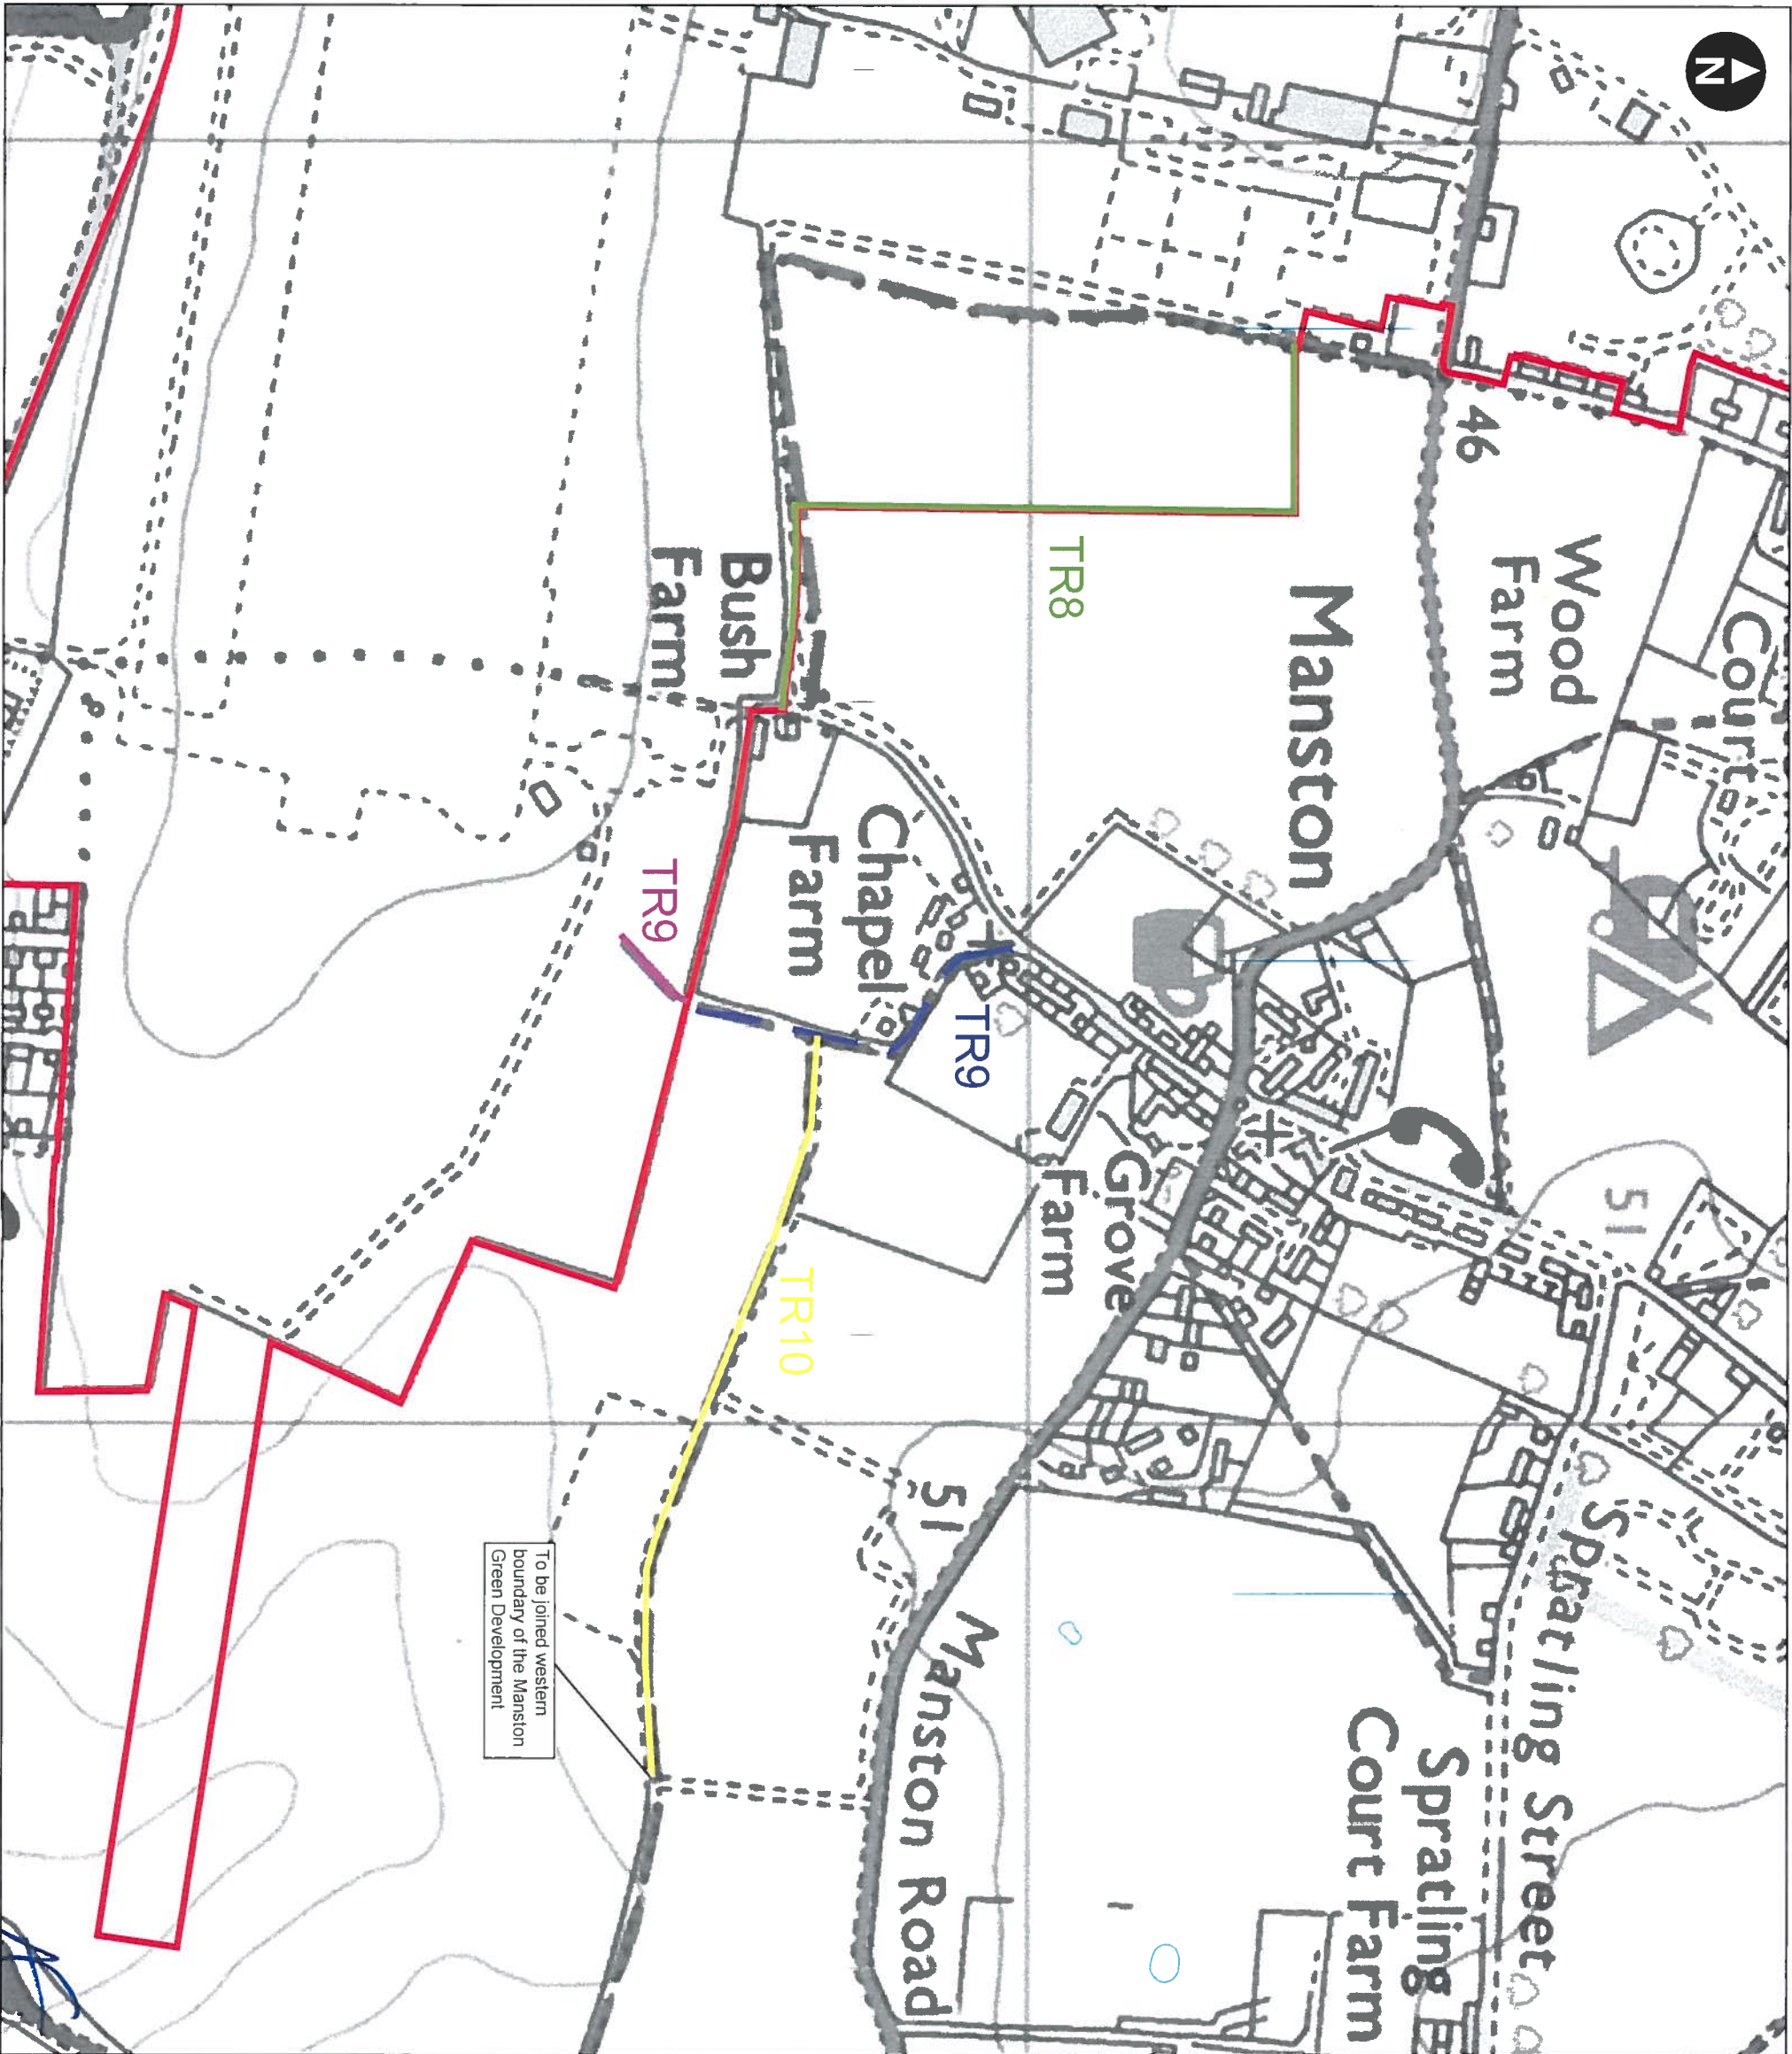 N
46
Wood
Farm
Court
Manston
TR8
Bush
Farm
Chapel
Farm
TR9
TR9
Grove
Farm
51
TR10
51
Manston Road
Spratling Street
Spratling
Court Farm
To be joined western
boundary of the Manston
Green Development